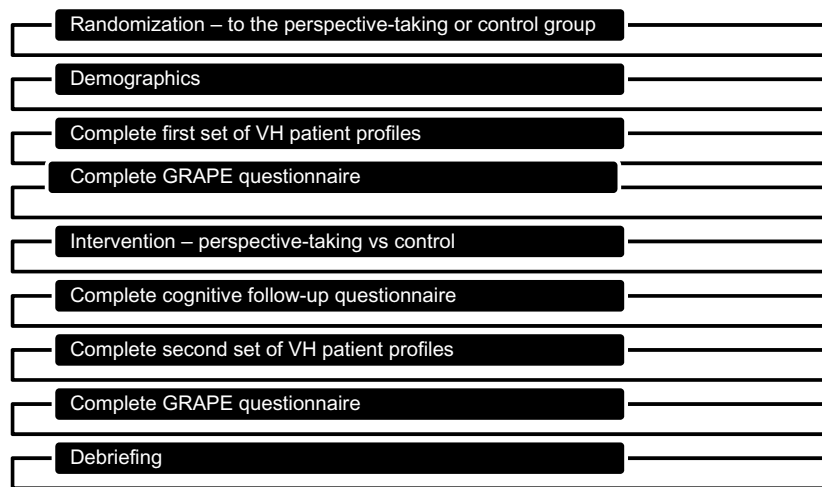 Randomization – to the perspective-taking or control group
Demographics
Complete first set of VH patient profiles
Complete GRAPE questionnaire
Intervention – perspective-taking vs control
Complete cognitive follow-up questionnaire
Complete second set of VH patient profiles
Complete GRAPE questionnaire
Debriefing